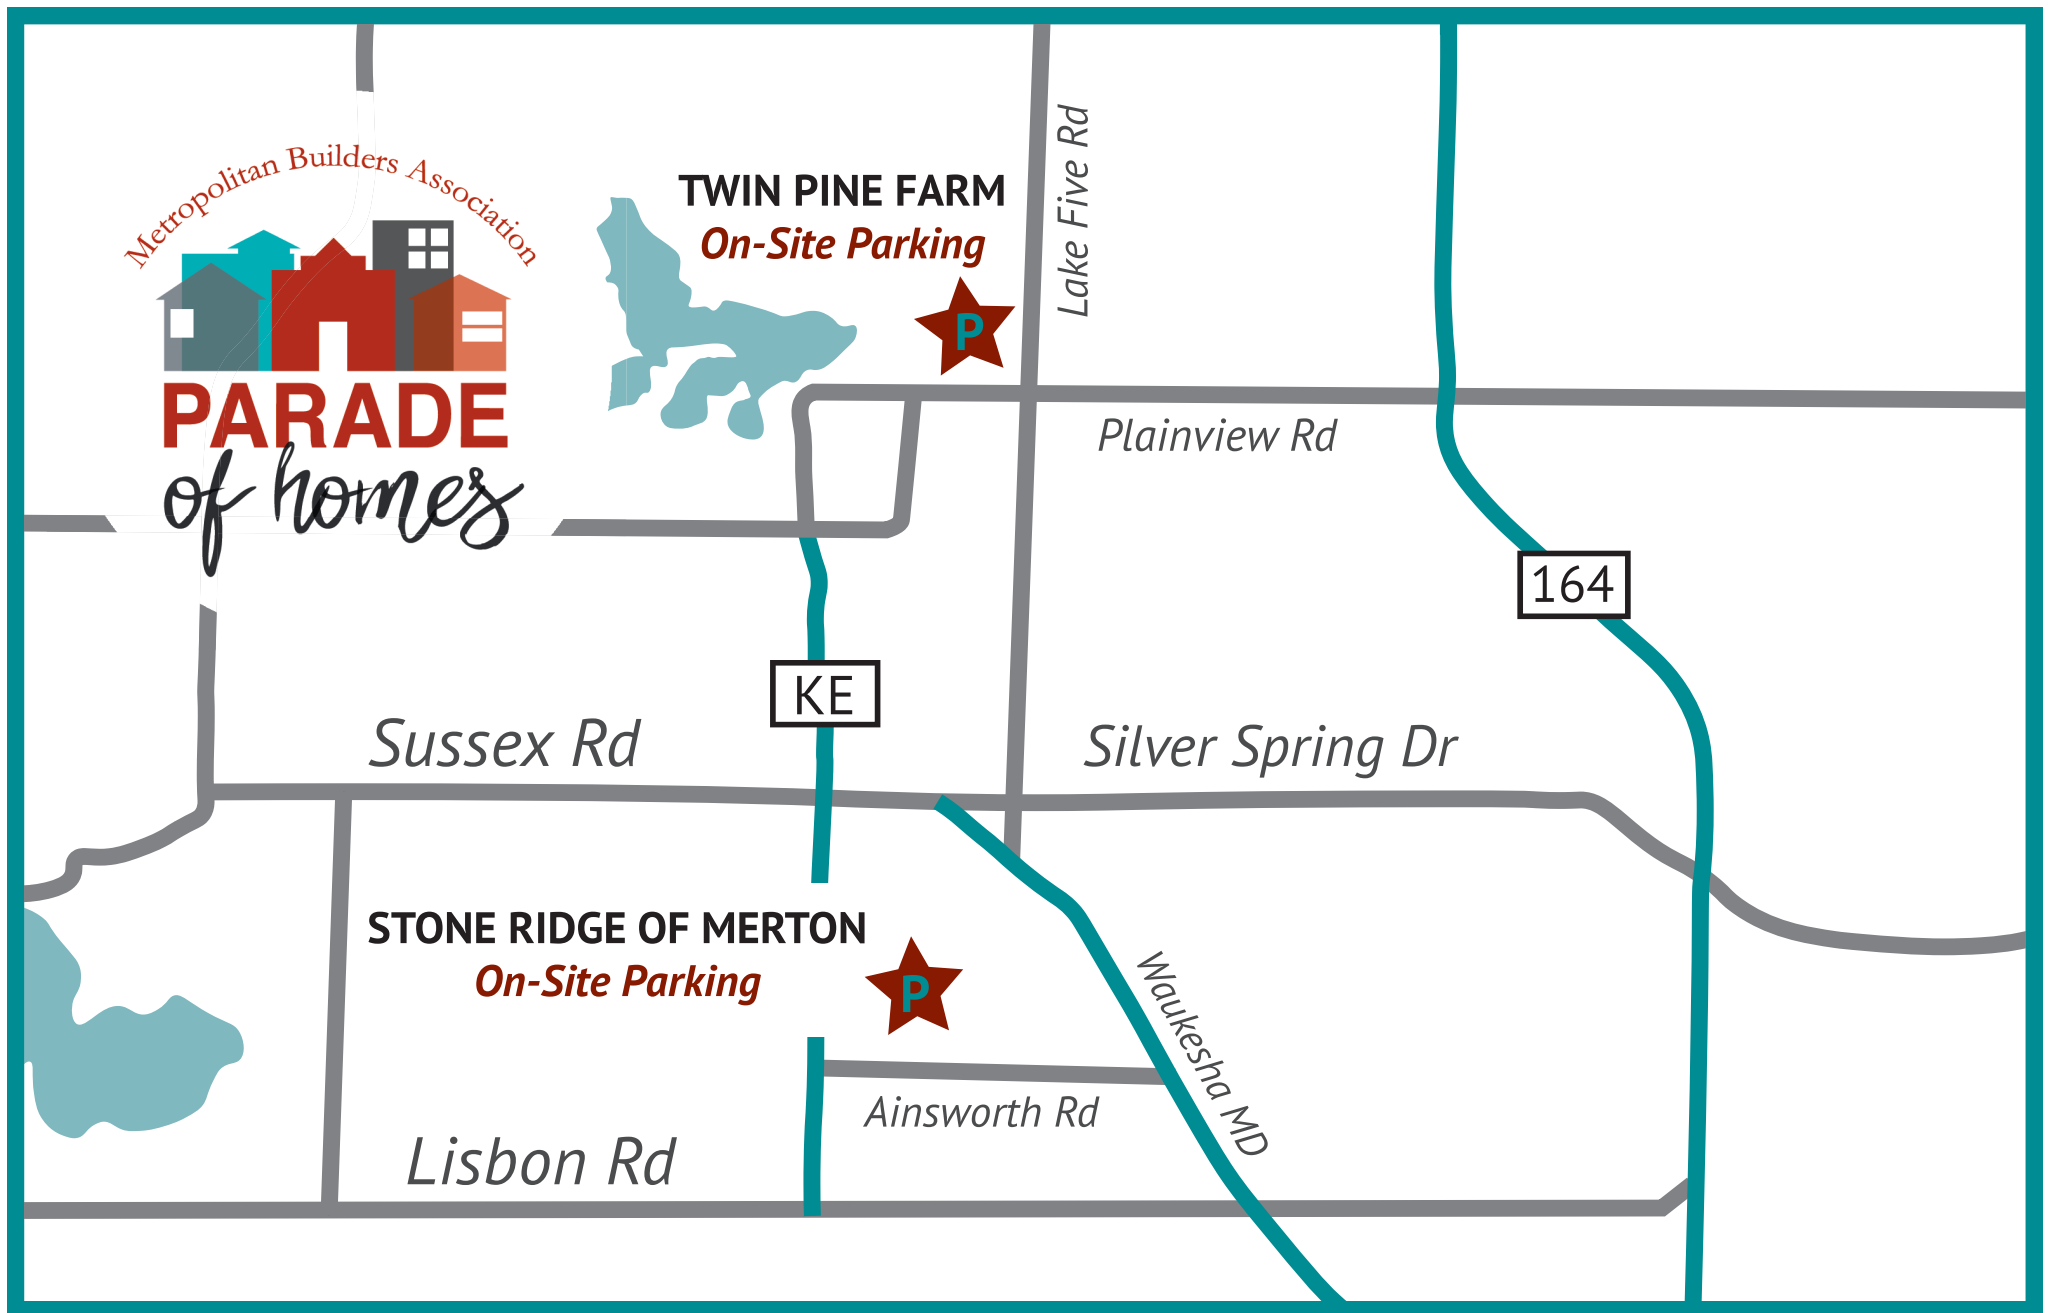 Metropolitan Builders Association
PARADE
of homes
TWIN PINE FARM
On-Site Parking
P
Lake Five Rd
Plainview Rd
164
KE
Sussex Rd
Silver Spring Dr
STONE RIDGE OF MERTON
On-Site Parking
P
Waukesha MD
Ainsworth Rd
Lisbon Rd